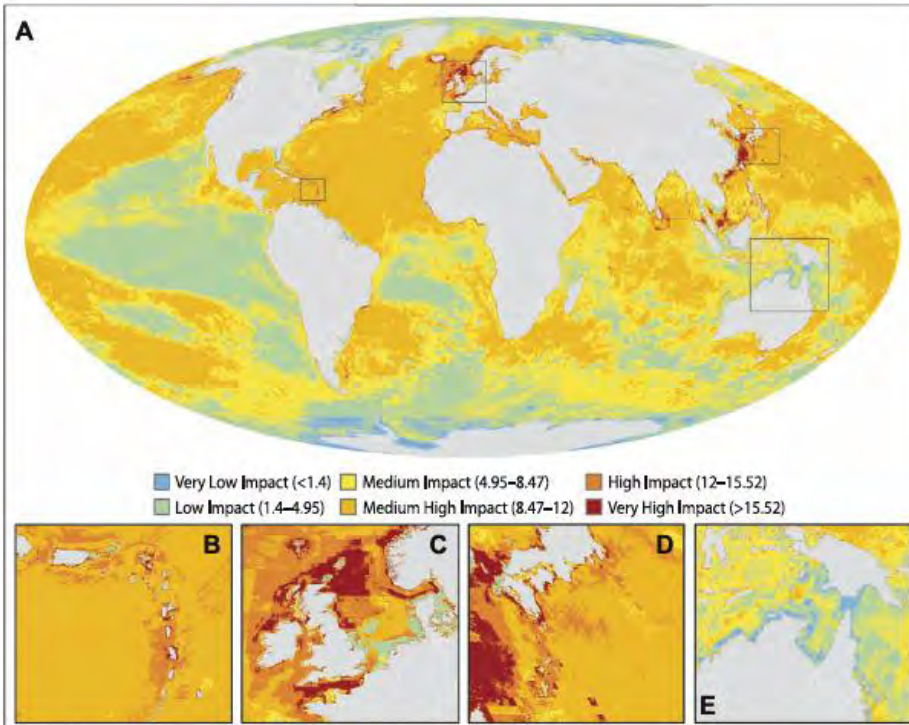 A
Very Low Impact (<1.4) Medium Impact (4.95–8.47) High Impact (12–15.52)
Low Impact (1.4–4.95) Medium High Impact (8.47–12) Very High Impact (>15.52)
B C D E